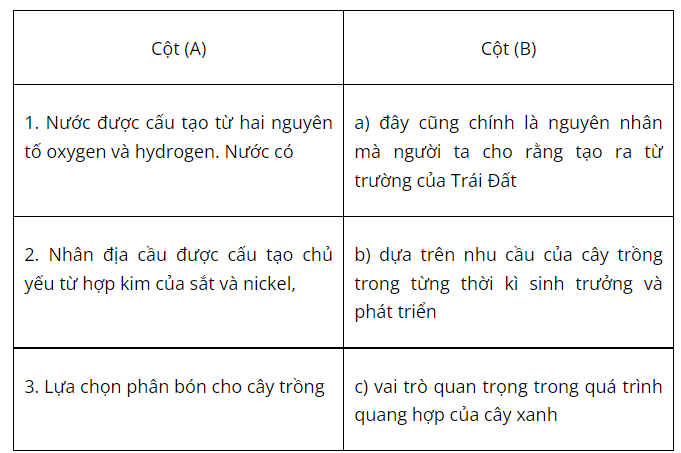 Cột (A)
Cột (B)
1. Nước được cấu tạo từ hai nguyên
tố oxygen và hydrogen. Nước có
a) đây cũng chính là nguyên nhân
mà người ta cho rằng tạo ra từ
trường của Trái Đất
2. Nhân địa cầu được cấu tạo chủ
yếu từ hợp kim của sắt và nickel,
b) dựa trên nhu cầu của cây trồng
trong từng thời kì sinh trưởng và
phát triển
3. Lựa chọn phân bón cho cây trồng
c) vai trò quan trọng trong quá trình
quang hợp của cây xanh